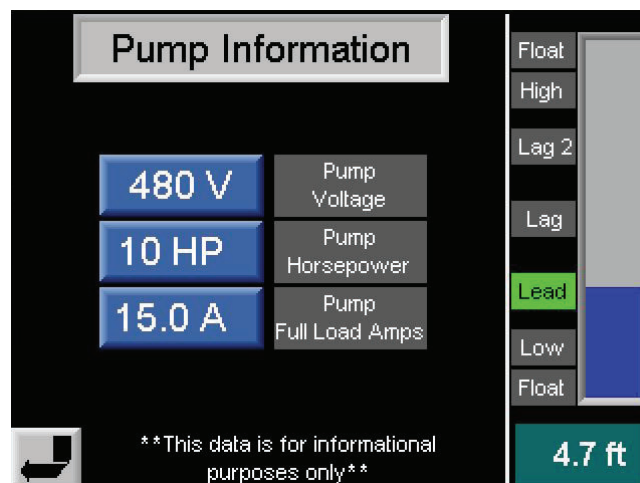 Pump Information
480 V
Pump
Voltage
10 HP
Pump
Horsepower
15.0 A
Pump
Full Load Amps
**This data is for informational
purposes only**
Float
High
Lag 2
Lag
Lead
Low
Float
4.7 ft